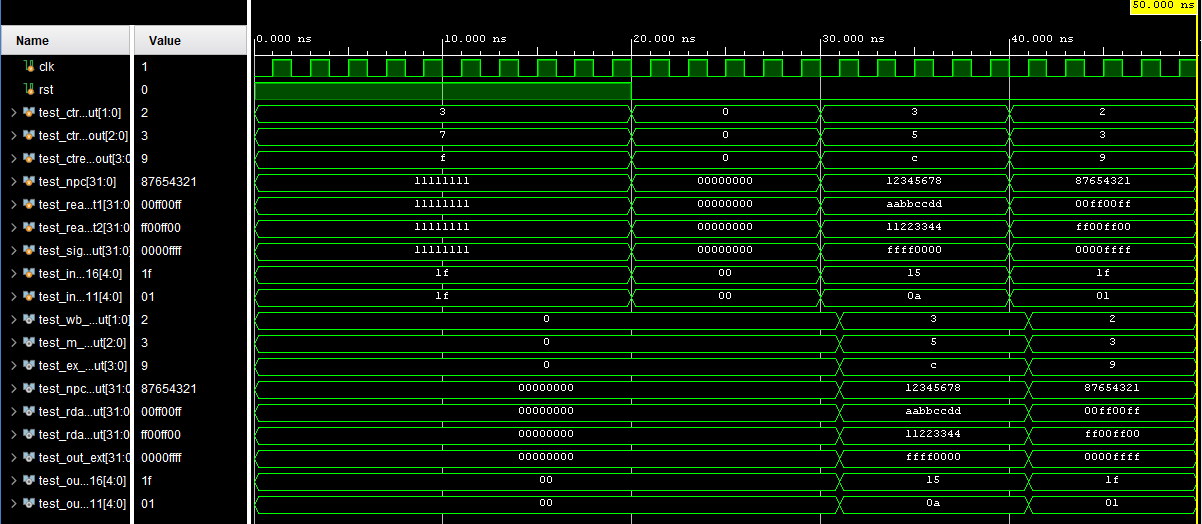 50.000 ns
Name Value 0.000 ns 10.000 ns 20.000 ns 30.000 ns 40.000 ns
clk 1
rst 0
test_ctr...ut[1:0] 2 3 0 3 2
test_ctr...out[2:0] 3 7 0 5 3
test_ctre...out[3:0 9 f 0 c 9
test_npc[31:0] 87654321 11111111 00000000 12345678 87654321
test_rea...t1[31:0 00ff00ff 11111111 00000000 aabbccdd 00ff00ff
test_rea...t2[31:0 ff00ff00 11111111 00000000 11223344 ff00ff00
test_sig...ut[31:0 0000ffff 11111111 00000000 ffff0000 0000ffff
test_in...16[4:0] 1f 1f 00 15 1f
test_in...11[4:0] 01 1f 00 0a 01
test_wb_...ut[1:0] 2 0 3 2
test_m_...ut[2:0] 3 0 5 3
test_ex_...ut[3:0] 9 0 c 9
test_npc...ut[31:0 87654321 00000000 12345678 87654321
test_rda...ut[31:0 00ff00ff 00000000 aabbccdd 00ff00ff
test_rda...ut[31:0 ff00ff00 00000000 11223344 ff00ff00
test_out_ext[31:0 0000ffff 00000000 ffff0000 0000ffff
test_ou...16[4:0] 1f 00 15 1f
test_ou...11[4:0] 01 00 0a 01